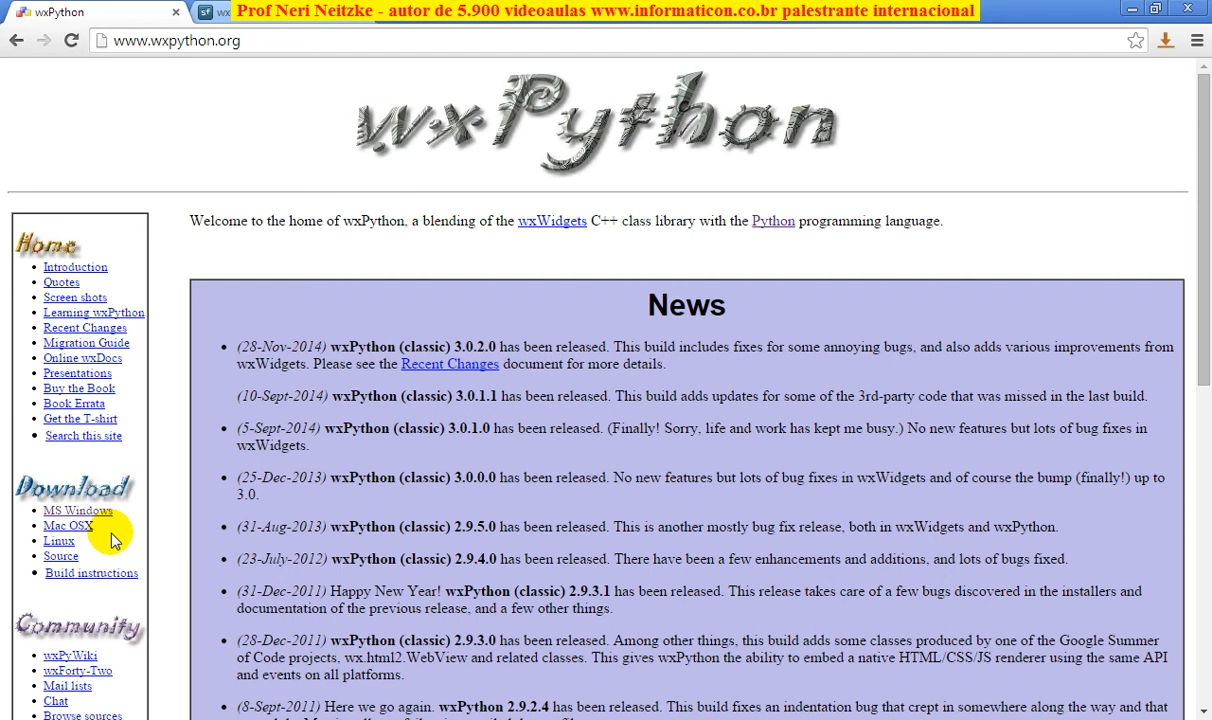 wxPython
wx
Prof Neri Neitzke - autor de 5.900 videoaulas www.informaticon.co.br palestrante internacional
www.wxpython.org
wxPython
Welcome to the home of wxPython, a blending of the wxWidgets C++ class library with the Python programming language.
Home
Introduction
Quotes
Screen shots
Learning wxPython
Recent Changes
Migration Guide
Online wxDocs
Presentations
Buy the Book
Book Errata
Get the T-shirt
Search this site
Download
MS Windows
Mac OSX
Linux
Source
Build instructions
Community
wxPyWiki
wxForty-Two
Mail lists
Chat
Browse sources
News
(28-Nov-2014) wxPython (classic) 3.0.2.0 has been released. This build includes fixes for some annoying bugs, and also adds various improvements from
wxWidgets. Please see the Recent Changes document for more details.
(10-Sept-2014) wxPython (classic) 3.0.1.1 has been released. This build adds updates for some of the 3rd-party code that was missed in the last build.
(5-Sept-2014) wxPython (classic) 3.0.1.0 has been released. (Finally! Sorry, life and work has kept me busy.) No new features but lots of bug fixes in
wxWidgets.
(25-Dec-2013) wxPython (classic) 3.0.0.0 has been released. No new features but lots of bug fixes in wxWidgets and of course the bump (finally!) up to
3.0.
(31-Aug-2013) wxPython (classic) 2.9.5.0 has been released. This is another mostly bug fix release, both in wxWidgets and wxPython.
(23-July-2012) wxPython (classic) 2.9.4.0 has been released. There have been a few enhancements and additions, and lots of bugs fixed.
(31-Dec-2011) Happy New Year! wxPython (classic) 2.9.3.1 has been released. This release takes care of a few bugs discovered in the installers and
documentation of the previous release, and a few other things.
(28-Dec-2011) wxPython (classic) 2.9.3.0 has been released. Among other things, this build adds some classes produced by one of the Google Summer
of Code projects, wx.html2.WebView and related classes. This gives wxPython the ability to embed a native HTML/CSS/JS renderer using the same API
and events on all platforms.
(8-Sept-2011) Here we go again. wxPython 2.9.2.4 has been released. This build fixes an indentation bug that crept in somewhere along the way and that